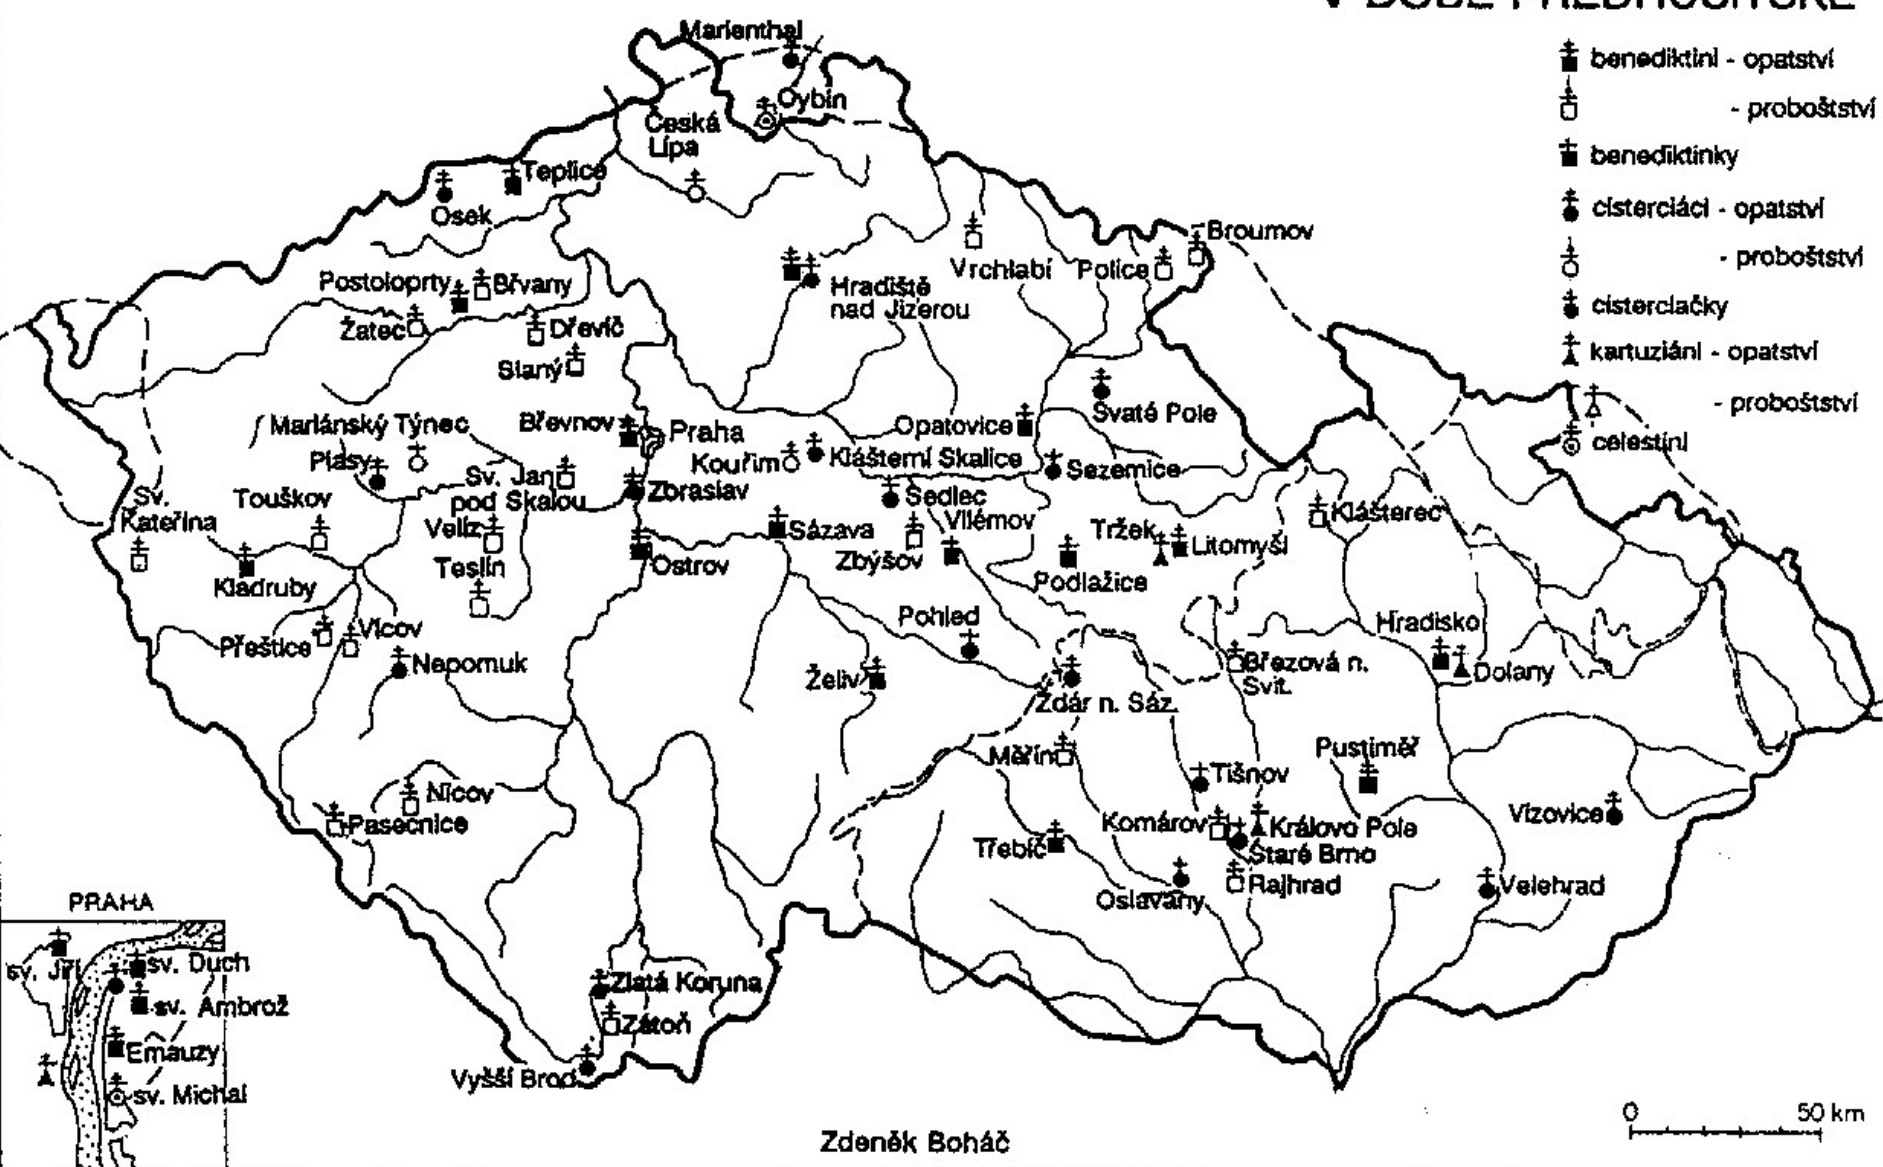 V DOBĚ PŘEDHUSITSKÉ
benediktini - opatství
- proboštství
benediktinky
cisterciáci - opatství
- proboštství
cisterciačky
kartuziáni - opatství
- proboštství
celestini
Marienthal
Oybin
Česká
Lípa
Teplice
Osek
Broumov
Vrchlabí
Police
Postoloprty
Břvany
Hradiště
nad Jizerou
Žatec
Dřevíč
Slaný
Svaté Pole
Mariánský Týnec
Břevnov
Praha
Opatovice
Plasy
Kouřim
Klášterní Skalice
Sezemice
Sv. Jan
pod Skalou
Zbraslav
Sedlec
Sv.
Kateřina
Touškov
Velíz
Sázava
Vilémov
Klášterec
Tržek
Litomyšl
Zbýšov
Ostrov
Teslín
Kladruby
Podlažice
Pohled
Hradisko
Přeštice
Vícov
Nepomuk
Želiv
Březová n.
Svit.
Dolany
Ždár n. Sáz.
Měřín
Pustiměř
Tišnov
Nicov
Pasečnice
Komárov
Královo Pole
Vizovice
Třebíč
Staré Brno
Oslavany
Rajhrad
Velehrad
PRAHA
sv. Jiří
sv. Duch
sv. Ambrož
Emauzy
sv. Michal
Zlatá Koruna
Zátoň
Vyšší Brod
0 50 km
Zdeněk Boháč